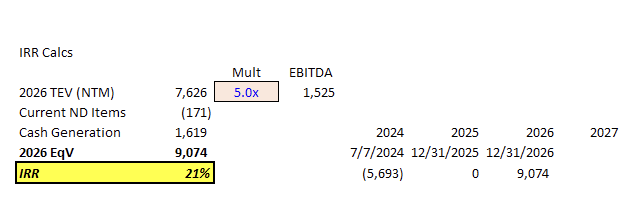 IRR Calcs
Mult EBITDA
2026 TEV (NTM) 7,626 5.0x 1,525
Current ND Items (171)
Cash Generation 1,619 2024 2025 2026 2027
2026 EqV 9,074 7/7/2024 12/31/2025 12/31/2026
IRR 21% (5,693) 0 9,074